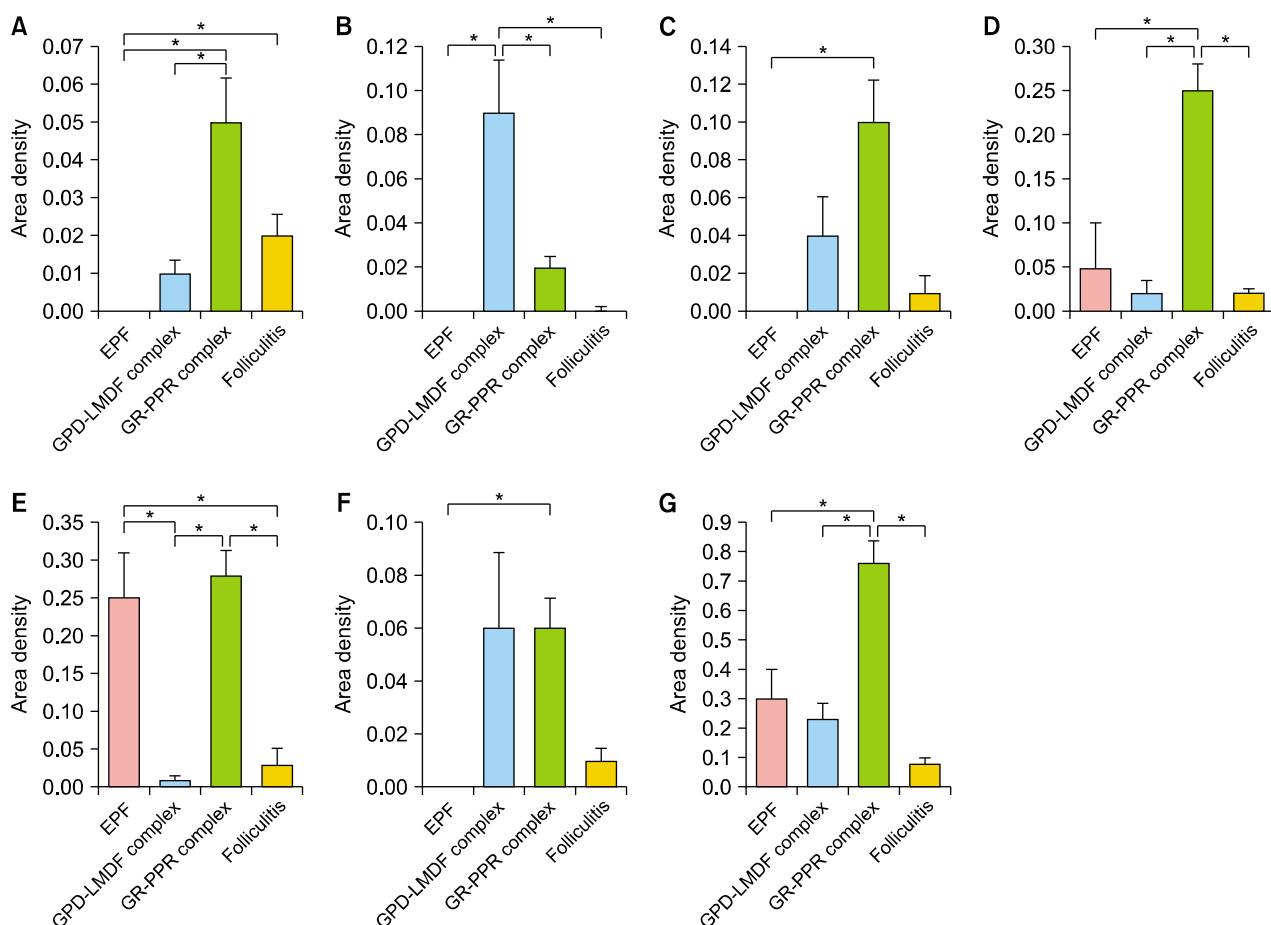 A
*
*
*
Area density
0.07
0.06
0.05
0.04
0.03
0.02
0.01
0.00
EPF
GPD-LMDF complex
GR-PPR complex
Folliculitis
B
*
*
*
Area density
0.12
0.10
0.08
0.06
0.04
0.02
0.00
EPF
GPD-LMDF complex
GR-PPR complex
Folliculitis
C
*
Area density
0.14
0.12
0.10
0.08
0.06
0.04
0.02
0.00
EPF
GPD-LMDF complex
GR-PPR complex
Folliculitis
D
*
*
*
Area density
0.30
0.25
0.20
0.15
0.10
0.05
0.00
EPF
GPD-LMDF complex
GR-PPR complex
Folliculitis
E
*
*
*
*
Area density
0.35
0.30
0.25
0.20
0.15
0.10
0.05
0.00
EPF
GPD-LMDF complex
GR-PPR complex
Folliculitis
F
*
Area density
0.10
0.08
0.06
0.04
0.02
0.00
EPF
GPD-LMDF complex
GR-PPR complex
Folliculitis
G
*
*
*
Area density
0.9
0.8
0.7
0.6
0.5
0.4
0.3
0.2
0.1
0.0
EPF
GPD-LMDF complex
GR-PPR complex
Folliculitis